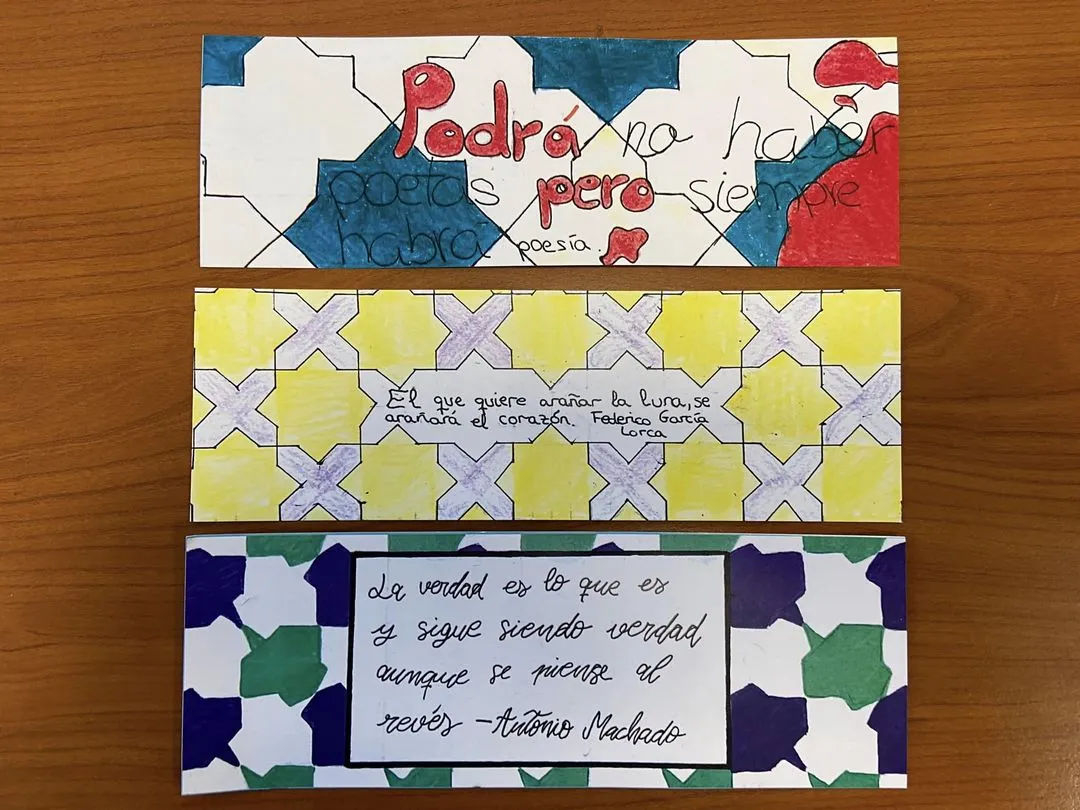 Podrá no haber
poetas pero siempre
habrá poesía.
El que quiere arañar la luna, se
arañará el corazón. Federico García
Lorca
La verdad es lo que es
y sigue siendo verdad
aunque se piense al
revés - Antonio Machado